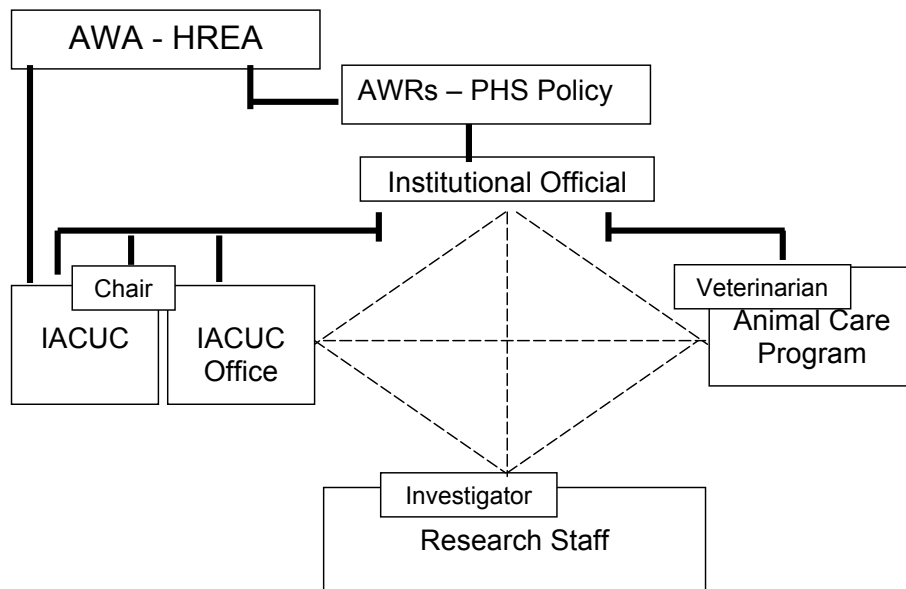 AWA - HREA
AWRs – PHS Policy
Institutional Official
Chair
IACUC
IACUC
Office
Veterinarian
Animal Care
Program
Investigator
Research Staff